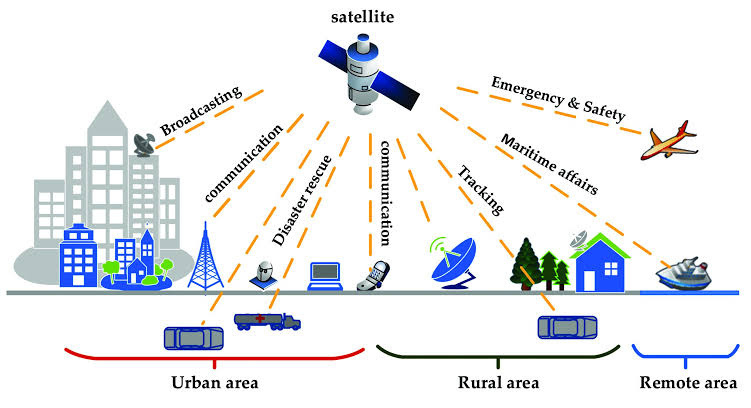 satellite
Broadcasting
communication
Disaster rescue
communication
Tracking
Maritime affairs
Emergency & Safety
Urban area
Rural area
Remote area